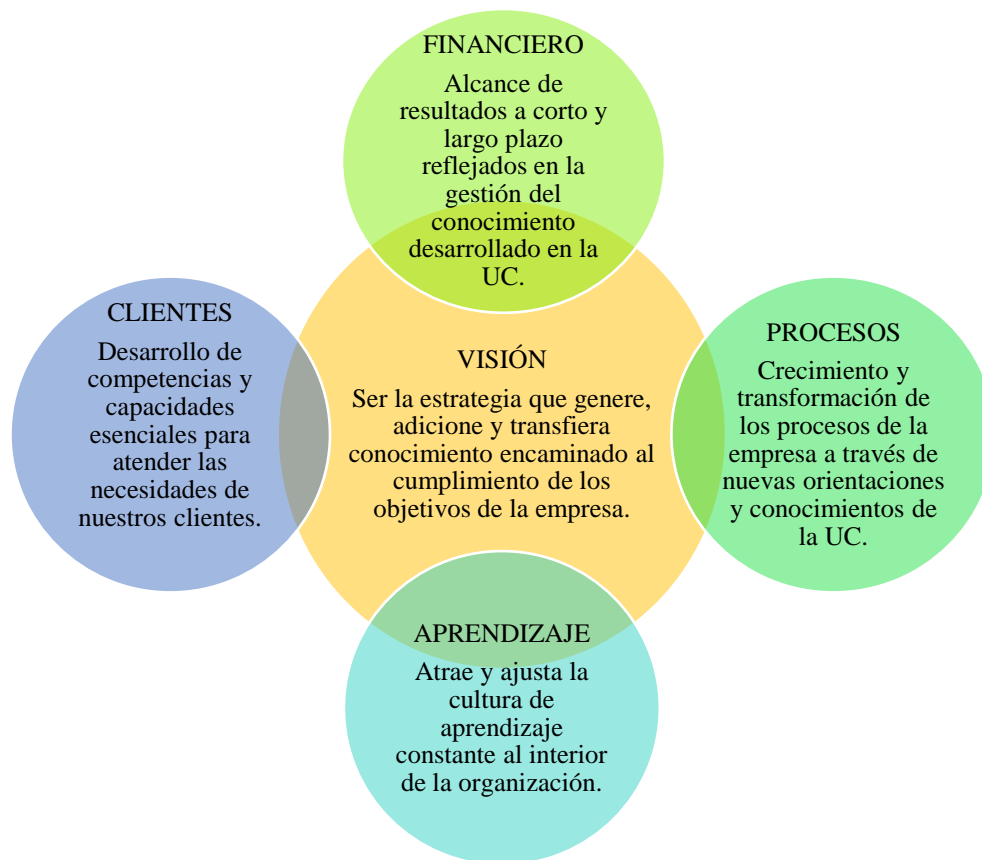 FINANCIERO
Alcance de
resultados a corto y
largo plazo
reflejados en la
gestión del
conocimiento
desarrollado en la
UC.
CLIENTES
Desarrollo de
competencias y
capacidades
esenciales para
atender las
necesidades de
nuestros clientes.
VISIÓN
Ser la estrategia que genere,
adicione y transfiera
conocimiento encaminado al
cumplimiento de los
objetivos de la empresa.
PROCESOS
Crecimiento y
transformación de
los procesos de la
empresa a través de
nuevas orientaciones
y conocimientos de
la UC.
APRENDIZAJE
Atrae y ajusta la
cultura de
aprendizaje
constante al interior
de la organización.